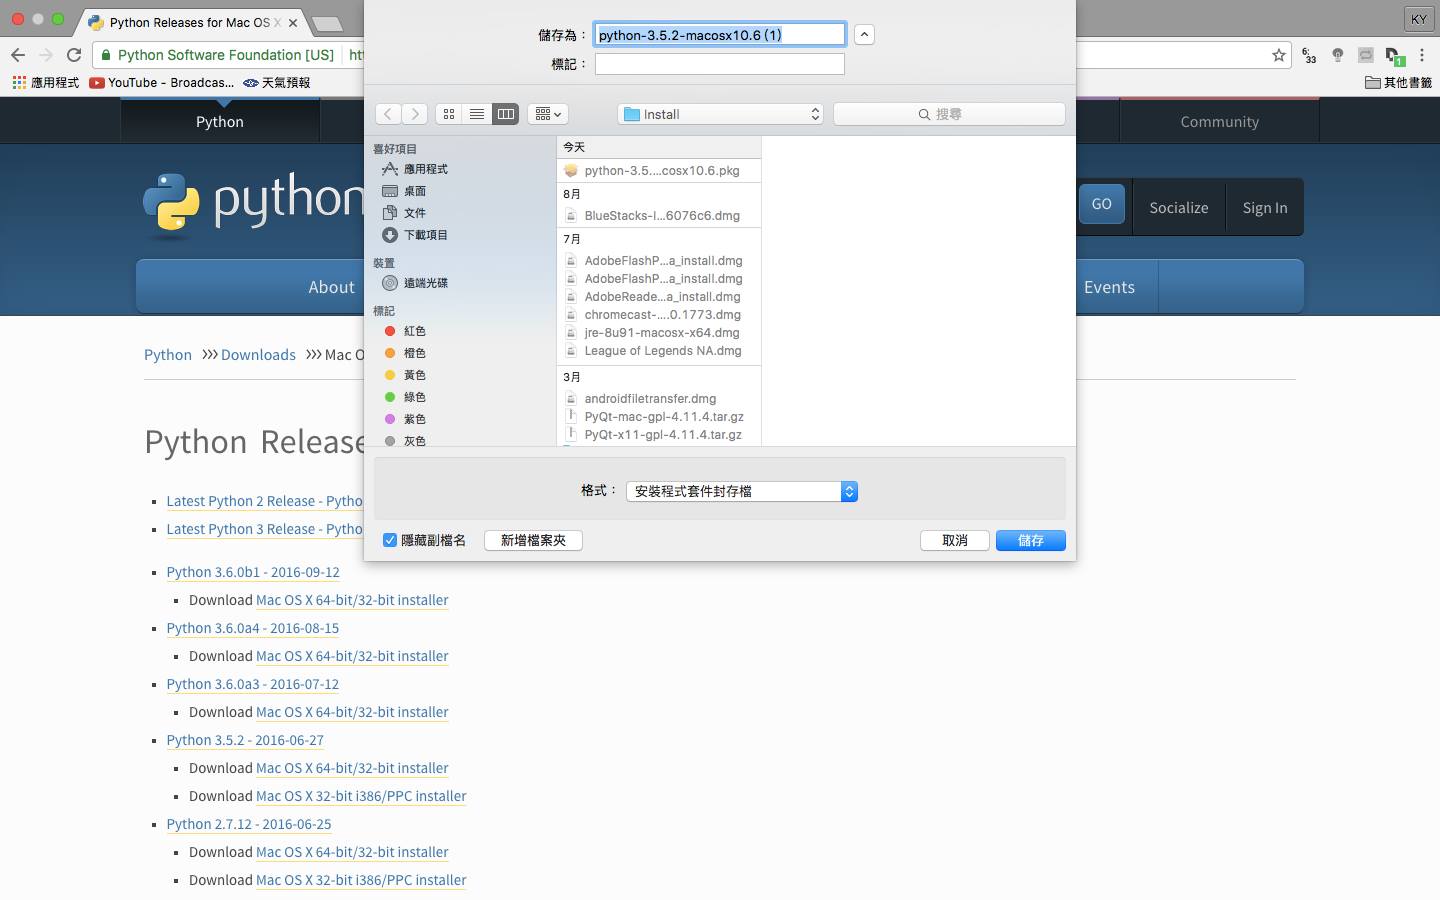 Python Releases for Mac OS X
KY
Python Software Foundation [US]
6:
33
1
應用程式
YouTube - Broadcas...
天氣預報
其他書籤
儲存為：
python-3.5.2-macosx10.6 (1)
標記：
Install
搜尋
喜好項目
應用程式
桌面
文件
下載項目
裝置
遠端光碟
標記
紅色
橙色
黃色
綠色
紫色
灰色
今天
python-3.5....cosx10.6.pkg
8月
BlueStacks-I...6076c6.dmg
7月
AdobeFlashP...a_install.dmg
AdobeFlashP...a_install.dmg
AdobeReade...a_install.dmg
chromecast-....0.1773.dmg
jre-8u91-macosx-x64.dmg
League of Legends NA.dmg
3月
androidfiletransfer.dmg
PyQt-mac-gpl-4.11.4.tar.gz
PyQt-x11-gpl-4.11.4.tar.gz
格式：
安裝程式套件封存檔
隱藏副檔名
新增檔案夾
取消
儲存
Python
Community
python
GO
Socialize
Sign In
About
Events
Python >>> Downloads >>> Mac O
Python Release
Latest Python 2 Release - Pytho
Latest Python 3 Release - Pytho
Python 3.6.0b1 - 2016-09-12
Download Mac OS X 64-bit/32-bit installer
Python 3.6.0a4 - 2016-08-15
Download Mac OS X 64-bit/32-bit installer
Python 3.6.0a3 - 2016-07-12
Download Mac OS X 64-bit/32-bit installer
Python 3.5.2 - 2016-06-27
Download Mac OS X 64-bit/32-bit installer
Download Mac OS X 32-bit i386/PPC installer
Python 2.7.12 - 2016-06-25
Download Mac OS X 64-bit/32-bit installer
Download Mac OS X 32-bit i386/PPC installer